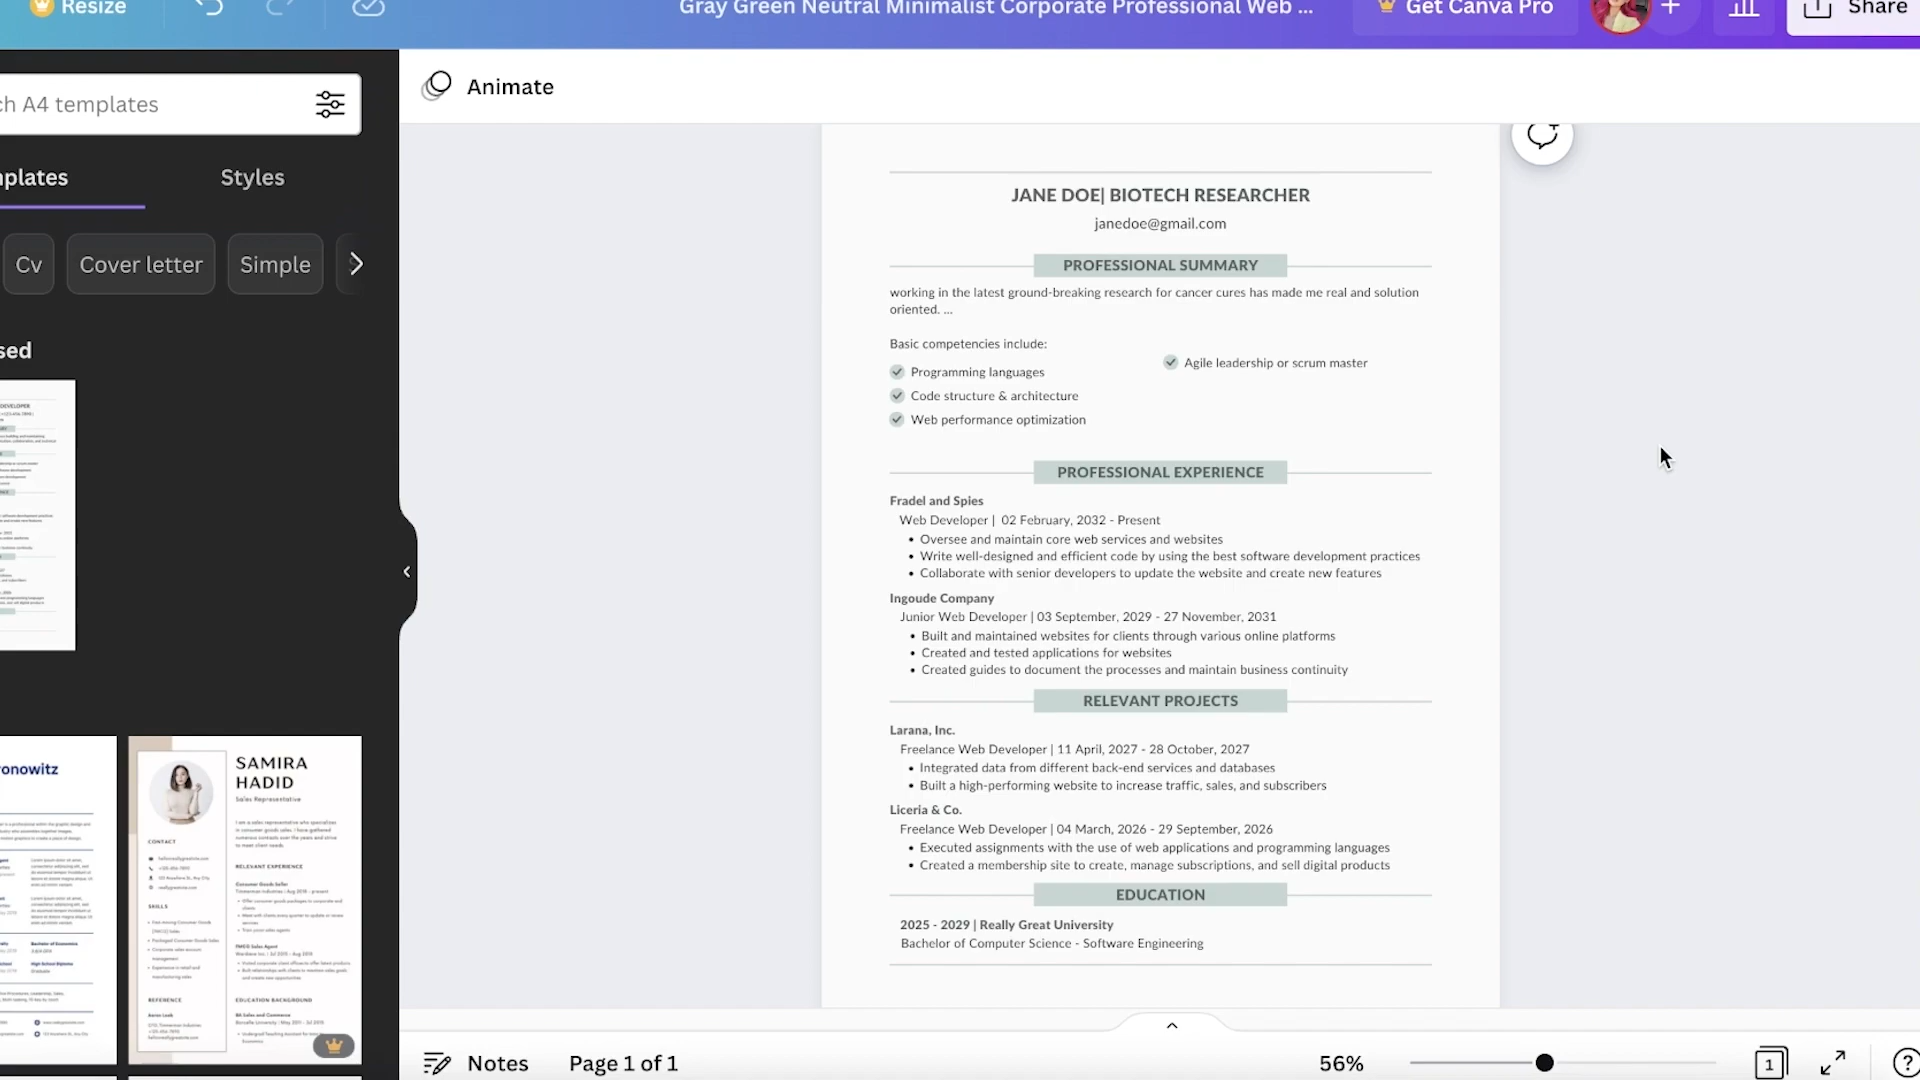 Resize
Gray Green Neutral Minimalist Corporate Professional Web ...
Get Canva Pro
Share
ch A4 templates
Animate
mplates
Styles
Cv
Cover letter
Simple
sed
JANE DOE| BIOTECH RESEARCHER
janedoe@gmail.com
PROFESSIONAL SUMMARY
working in the latest ground-breaking research for cancer cures has made me real and solution
oriented. ...
Basic competencies include:
Programming languages
Code structure & architecture
Web performance optimization
Agile leadership or scrum master
PROFESSIONAL EXPERIENCE
Fradel and Spies
Web Developer | 02 February, 2032 - Present
• Oversee and maintain core web services and websites
• Write well-designed and efficient code by using the best software development practices
• Collaborate with senior developers to update the website and create new features
Ingoude Company
Junior Web Developer | 03 September, 2029 - 27 November, 2031
• Built and maintained websites for clients through various online platforms
• Created and tested applications for websites
• Created guides to document the processes and maintain business continuity
RELEVANT PROJECTS
Larana, Inc.
Freelance Web Developer | 11 April, 2027 - 28 October, 2027
• Integrated data from different back-end services and databases
• Built a high-performing website to increase traffic, sales, and subscribers
Liceria & Co.
Freelance Web Developer | 04 March, 2026 - 29 September, 2026
• Executed assignments with the use of web applications and programming languages
• Created a membership site to create, manage subscriptions, and sell digital products
EDUCATION
2025 - 2029 | Really Great University
Bachelor of Computer Science - Software Engineering
ronowitz
SAMIRA
HADID
Sales Representative
CONTACT
SKILLS
REFERENCE
RELEVANT EXPERIENCE
EDUCATION BACKGROUND
Notes
Page 1 of 1
56%
1
?